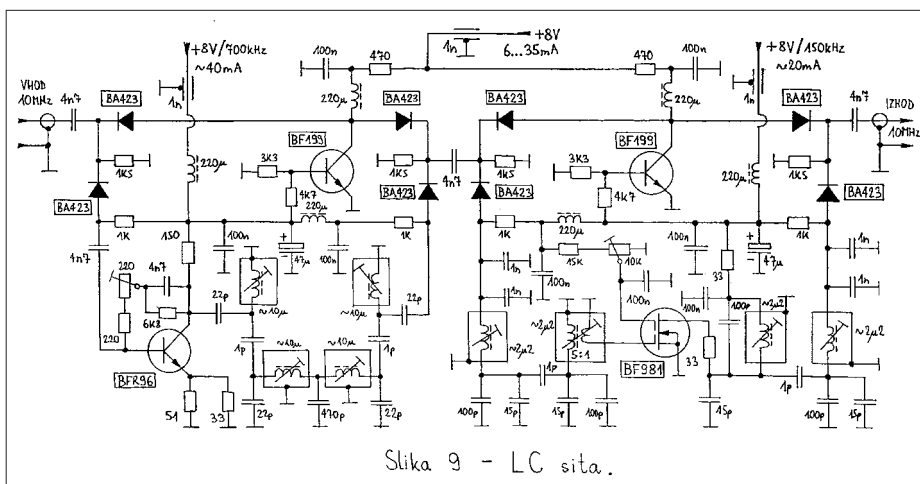 +8V/700kHz
~40mA
1n
100n
470
1n
+8V
6...35mA
470
100n
+8V/150kHz
~20mA
1n
VHOD
10MHz
4n7
BA423
220µ
BA423
BA423
220µ
BA423
4n7
IZHOD
10MHz
BF199
BF199
1K5
220µ
3K3
4k7
1K5
4n7
1K5
3K3
4k7
220µ
1K5
BA423
BA423
BA423
BA423
220µ
220µ
1K
150
100n
+
47µ
100n
1K
1K
15k
10k
100n
33
+
47µ
1K
4n7
220
4n7
6K8
220
22p
~10µ
~10µ
22p
1n
1n
100n
100n
100n
100p
1n
1n
1p
~10µ
~10µ
1p
~2µ2
~2µ2
5:1
BF981
33
~2µ2
~2µ2
BFR96
51
33
22p
470p
22p
1p
100p
15p
15p
100p
15p
1p
100p
15p
Slika 9 - LC sita.